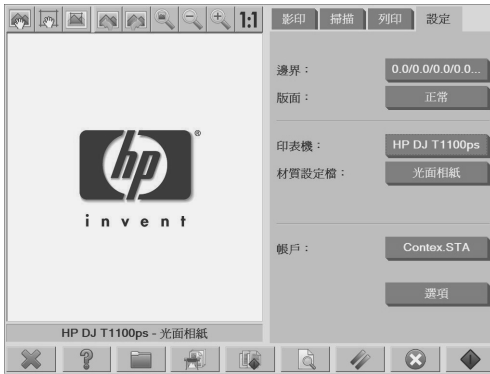 1:1
影印 掃描 列印 設定
邊界： 0.0/0.0/0.0/0.0...
版面： 正常
印表機： HP DJ T1100ps
材質設定檔： 光面相紙
帳戶： Contex.STA
選項
hp ®
invent
HP DJ T1100ps - 光面相紙